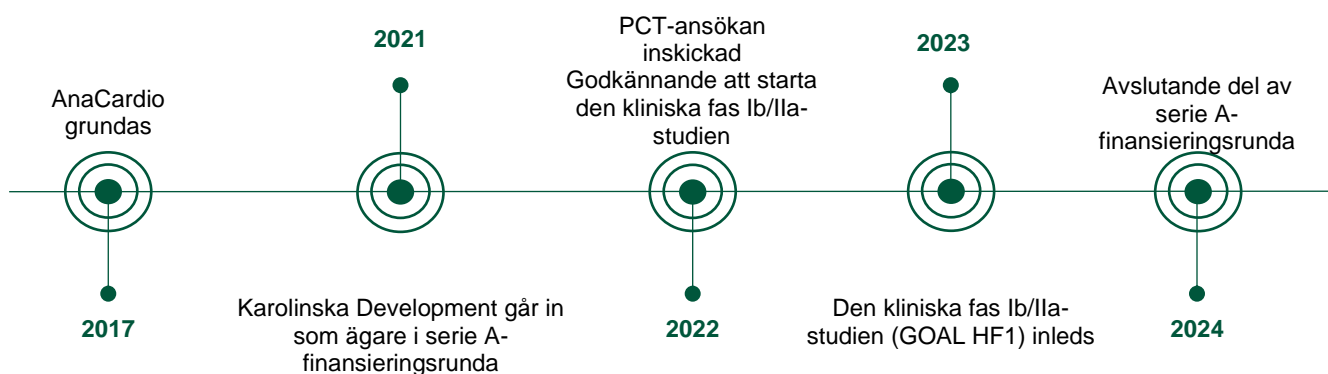 AnaCardio
grundas
2017
2021
Karolinska Development går in
som ägare i serie A-
finansieringsrunda
PCT-ansökan
inskickad
Godkännande att starta
den kliniska fas Ib/IIa-
studien
2022
2023
Den kliniska fas Ib/IIa-
studien (GOAL HF1) inleds
Avslutande del av
serie A-
finansieringsrunda
2024